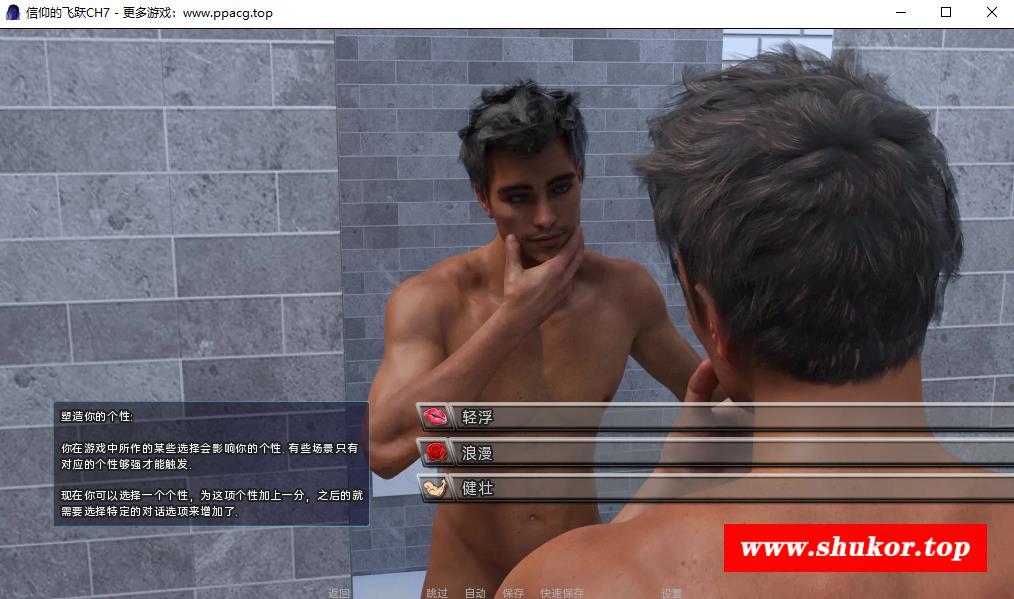 信仰的飞跃CH7 - 更多游戏：www.ppacg.top
塑造你的个性:
你在游戏中所作的某些选择会影响你的个性. 有些场景只有
对应的个性够强才能触发.
现在你可以选择一个个性，为这项个性加上一分，之后的就
需要选择特定的对话选项来增加了.
轻浮
浪漫
健壮
www.shukor.top
返回 跳过 自动 保存 快速保存 设置